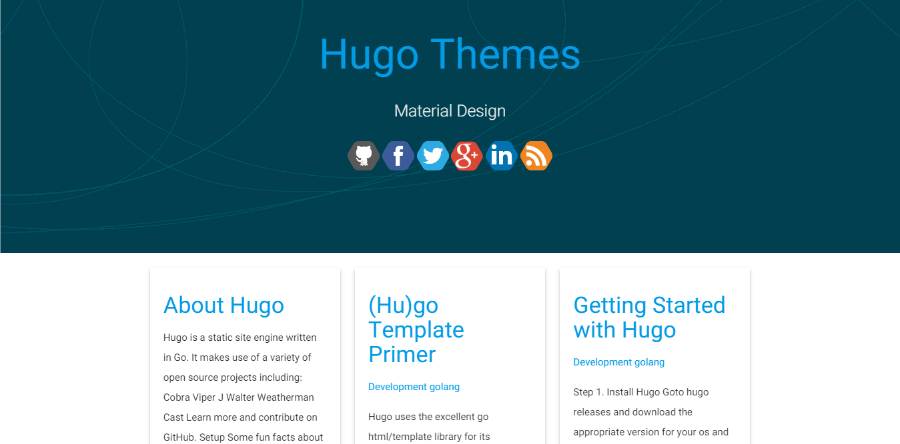 Hugo Themes
Material Design
About Hugo
Hugo is a static site engine written
in Go. It makes use of a variety of
open source projects including:
Cobra Viper J Walter Weatherman
Cast Learn more and contribute on
GitHub. Setup Some fun facts about
(Hu)go
Template
Primer
Development golang
Hugo uses the excellent go
html/template library for its
Getting Started
with Hugo
Development golang
Step 1. Install Hugo Goto hugo
releases and download the
appropriate version for your os and